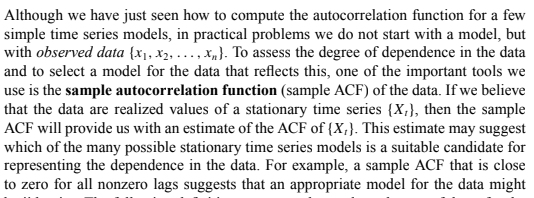 Although we have just seen how to compute the autocorrelation function for a few
simple time series models, in practical problems we do not start with a model, but
with observed data {x₁, x₂, . . . , xₙ}. To assess the degree of dependence in the data
and to select a model for the data that reflects this, one of the important tools we
use is the sample autocorrelation function (sample ACF) of the data. If we believe
that the data are realized values of a stationary time series {Xₜ}, then the sample
ACF will provide us with an estimate of the ACF of {Xₜ}. This estimate may suggest
which of the many possible stationary time series models is a suitable candidate for
representing the dependence in the data. For example, a sample ACF that is close
to zero for all nonzero lags suggests that an appropriate model for the data might